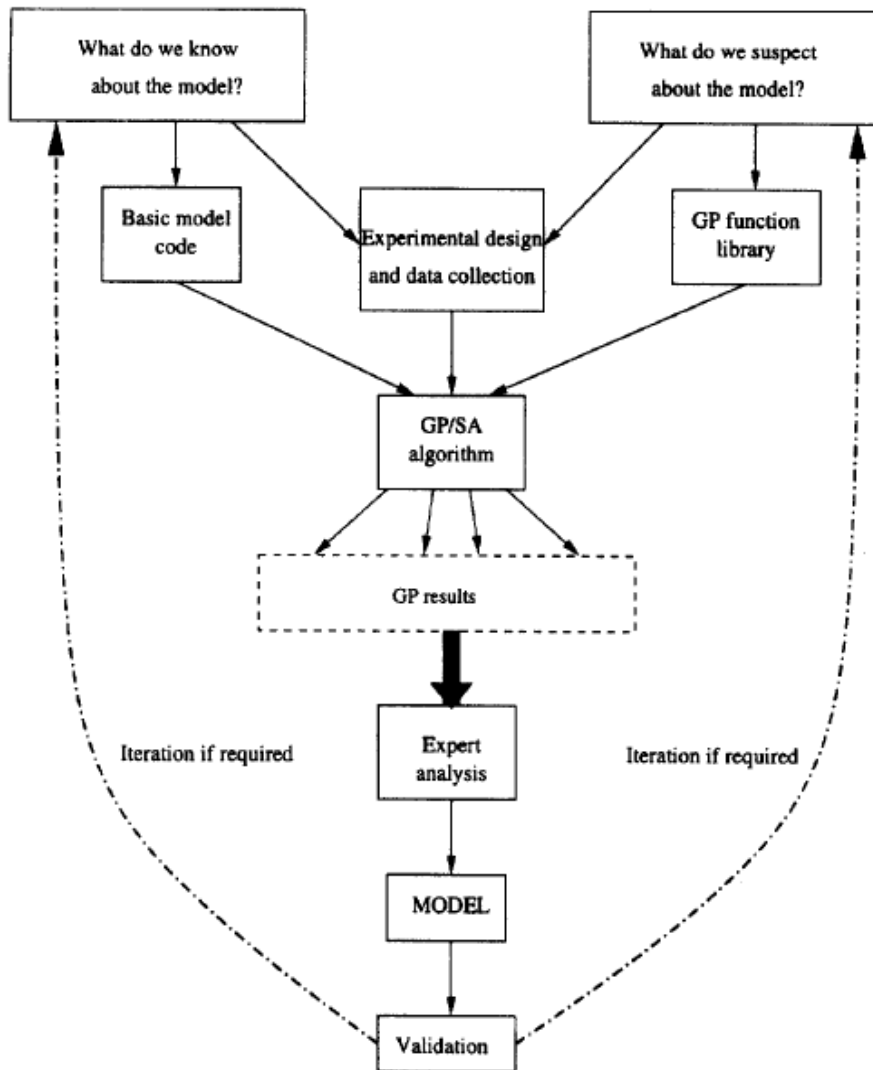 What do we know
about the model?
What do we suspect
about the model?
Basic model
code
Experimental design
and data collection
GP function
library
GP/SA
algorithm
GP results
Expert
analysis
Iteration if required
Iteration if required
MODEL
Validation